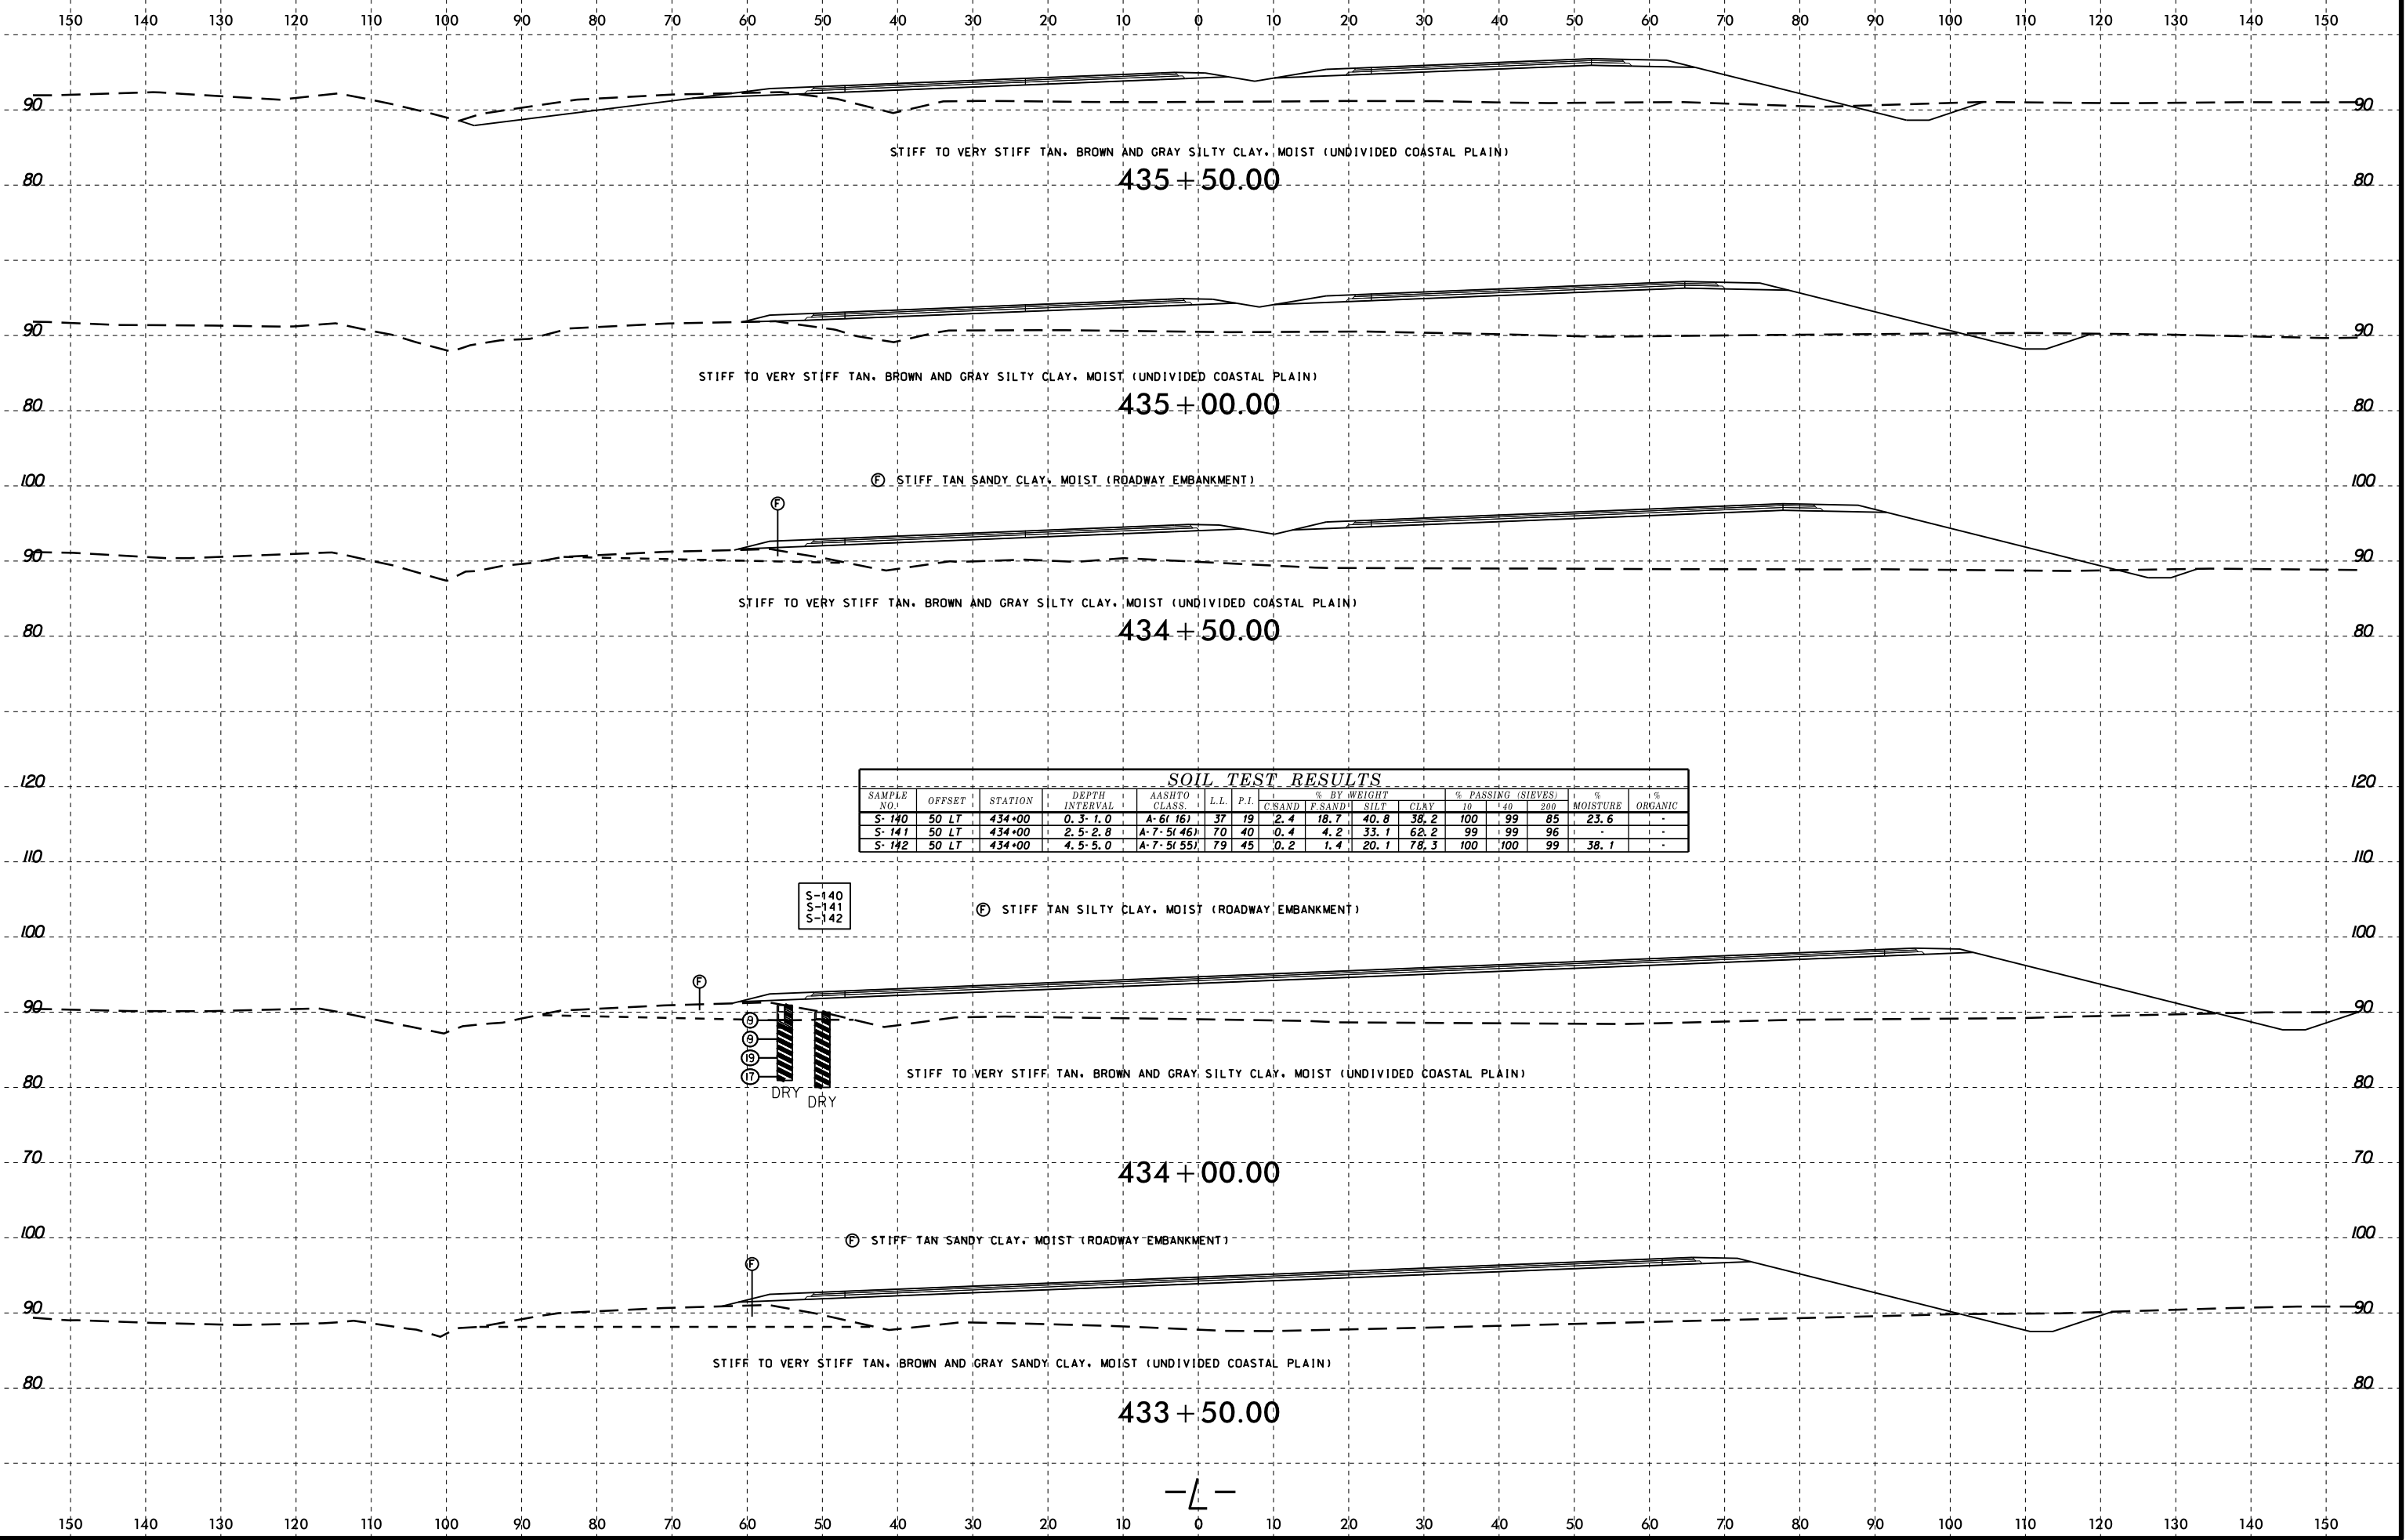 150 140 130 120 110 100 90 80 70 60 50 40 30 20 10 0 10 20 30 40 50 60 70 80 90 100 110 120 130 140 150
90 90
STIFF TO VERY STIFF TAN, BROWN AND GRAY SILTY CLAY, MOIST (UNDIVIDED COASTAL PLAIN)
435+50.00
80 80
90 90
STIFF TO VERY STIFF TAN, BROWN AND GRAY SILTY CLAY, MOIST (UNDIVIDED COASTAL PLAIN)
435+00.00
80 80
F STIFF TAN SANDY CLAY, MOIST (ROADWAY EMBANKMENT)
100 100
F
90 90
STIFF TO VERY STIFF TAN, BROWN AND GRAY SILTY CLAY, MOIST (UNDIVIDED COASTAL PLAIN)
434+50.00
80 80
120 120
SOIL TEST RESULTS
SAMPLE NO. OFFSET STATION DEPTH INTERVAL AASHTO CLASS. L.L. P.I. % BY WEIGHT % PASSING (SIEVES) % MOISTURE % ORGANIC
C.SAND F.SAND SILT CLAY 10 40 200
S-140 50 LT 434+00 0.3-1.0 A-6(16) 37 19 2.4 18.7 40.8 38.2 100 99 85 23.6 -
S-141 50 LT 434+00 2.5-2.8 A-7-5(46) 70 40 0.4 4.2 33.1 62.2 99 99 96 - -
S-142 50 LT 434+00 4.5-5.0 A-7-5(55) 79 45 0.2 1.4 20.1 78.3 100 100 99 38.1 -
110 110
S-140
S-141
S-142
F STIFF TAN SILTY CLAY, MOIST (ROADWAY EMBANKMENT)
100 100
F
90 90
9
9
19
17
STIFF TO VERY STIFF TAN, BROWN AND GRAY SILTY CLAY, MOIST (UNDIVIDED COASTAL PLAIN)
80 80
DRY
DRY
70 70
434+00.00
100 100
F STIFF TAN SANDY CLAY, MOIST (ROADWAY EMBANKMENT)
F
90 90
STIFF TO VERY STIFF TAN, BROWN AND GRAY SANDY CLAY, MOIST (UNDIVIDED COASTAL PLAIN)
80 80
433+50.00
-L-
150 140 130 120 110 100 90 80 70 60 50 40 30 20 10 0 10 20 30 40 50 60 70 80 90 100 110 120 130 140 150